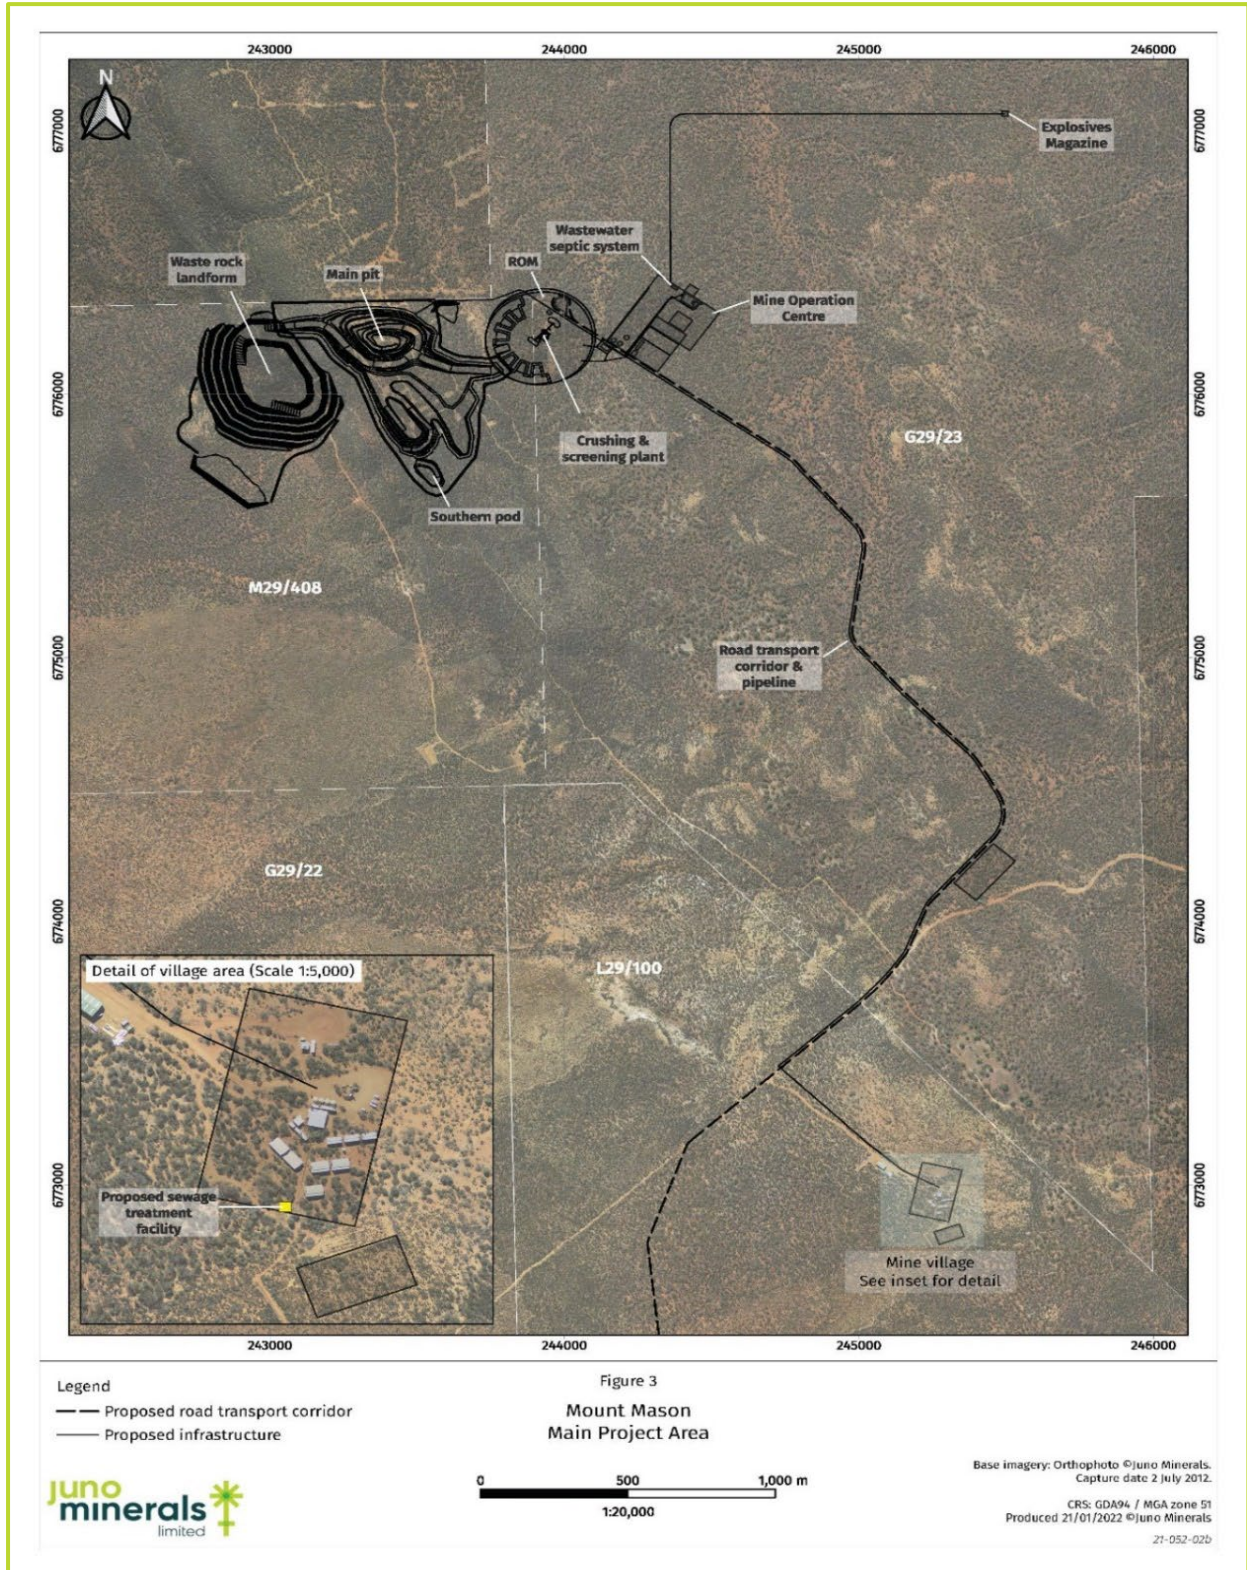 243000
244000
245000
246000
N
6777000
6777000
Explosives
Magazine
Wastewater
septic system
ROM
Waste rock
landform
Main pit
Mine Operation
Centre
6776000
6776000
G29/23
Crushing &
screening plant
Southern pod
M29/408
6775000
6775000
Road transport
corridor &
pipeline
G29/22
6774000
6774000
L29/100
Detail of village area (Scale 1:5,000)
6773000
6773000
Proposed sewage
treatment
facility
Mine village
See inset for detail
243000
244000
245000
246000
Legend
Proposed road transport corridor
Proposed infrastructure
Figure 3
Mount Mason
Main Project Area
juno
minerals
limited
0
500
1,000 m
1:20,000
Base imagery: Orthophoto ©Juno Minerals.
Capture date 2 July 2012.
CRS: GDA94 / MGA zone 51
Produced 21/01/2022 ©Juno Minerals
21-052-02b